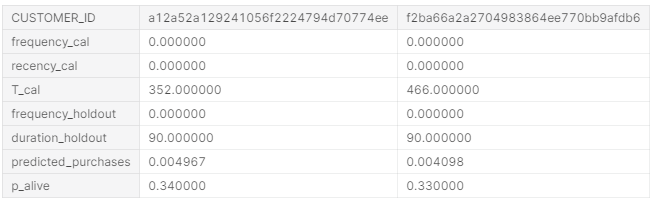 CUSTOMER_ID a12a52a129241056f2224794d70774ee f2ba66a2a2704983864ee770bb9afdb6
frequency_cal 0.000000 0.000000
recency_cal 0.000000 0.000000
T_cal 352.000000 466.000000
frequency_holdout 0.000000 0.000000
duration_holdout 90.000000 90.000000
predicted_purchases 0.004967 0.004098
p_alive 0.340000 0.330000